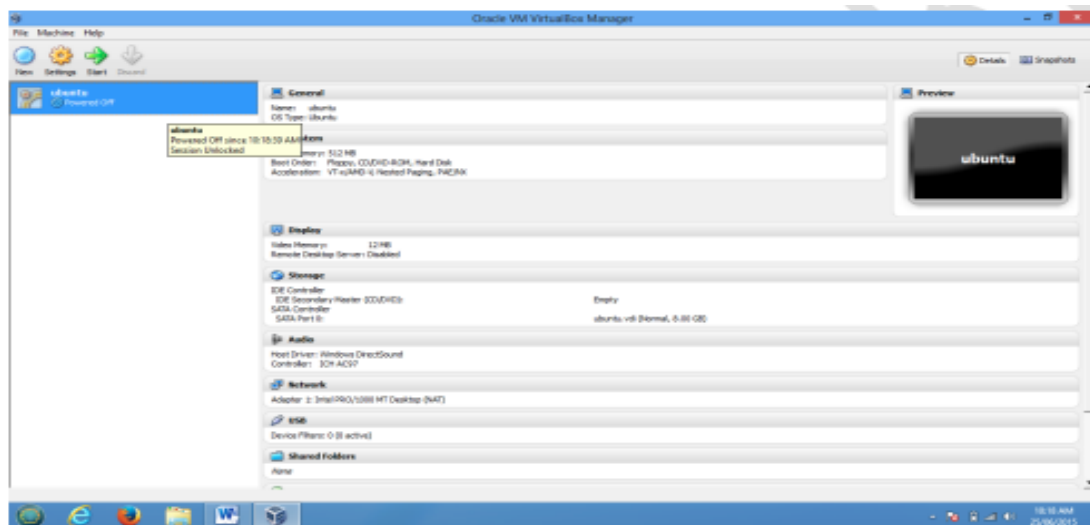 Oracle VM VirtualBox Manager
File Machine Help
New Settings Start Discard
Details Snapshots
ubuntu
Powered Off
ubuntu
Powered Off since 10:18:30 AM
Session Unlocked
General
Name: ubuntu
OS Type: Ubuntu
Preview
ubuntu
512 MB
Boot Order: Floppy, CD/DVD-ROM, Hard Disk
Acceleration: VT-x/AMD-V, Nested Paging, PAE/NX
Display
Video Memory: 12 MB
Remote Desktop Server: Disabled
Storage
IDE Controller
IDE Secondary Master (CD/DVD): Empty
SATA Controller
SATA Port 0: ubuntu.vdi (Normal, 8.00 GB)
Audio
Host Driver: Windows DirectSound
Controller: ICH AC97
Network
Adapter 1: Intel PRO/1000 MT Desktop (NAT)
USB
Device Filters: 0 (0 active)
Shared Folders
None
10:18 AM
25/06/2015